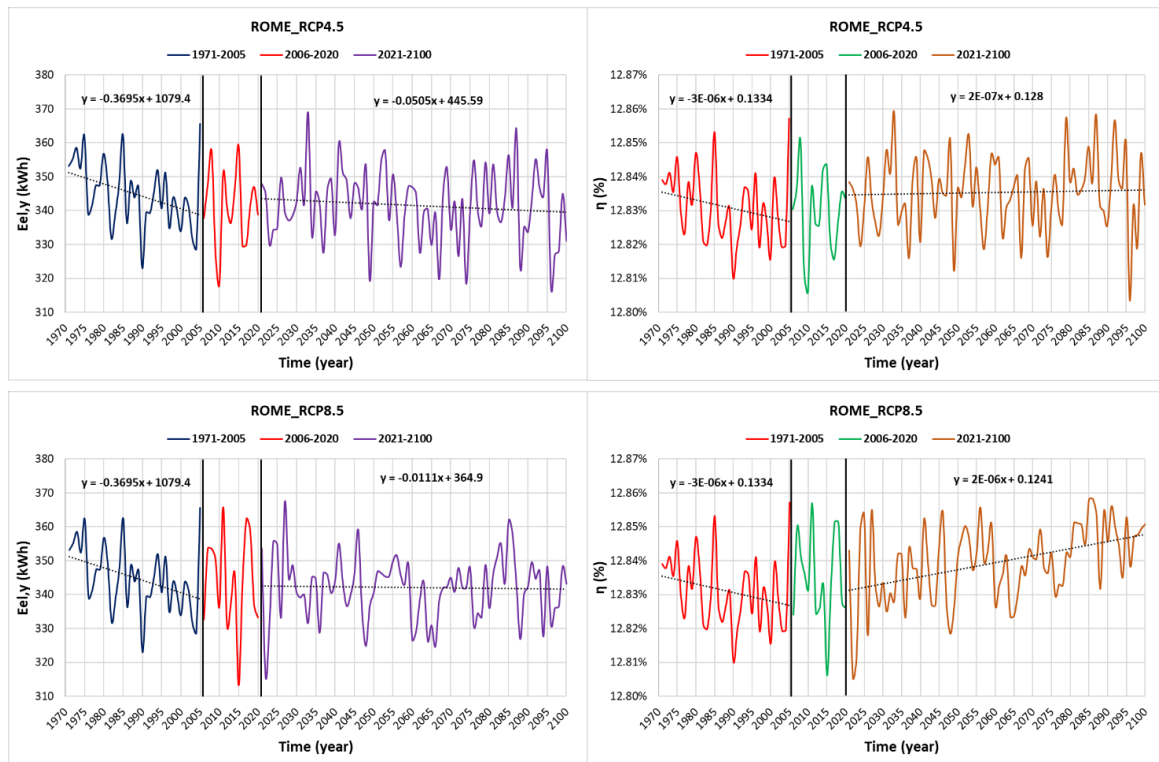 ROME_RCP4.5
1971-2005 2006-2020 2021-2100
y = -0.3695x + 1079.4 y = -0.0505x + 445.59
Eel,y (kWh)
380
370
360
350
340
330
320
310
1970 1975 1980 1985 1990 1995 2000 2005 2010 2015 2020 2025 2030 2035 2040 2045 2050 2055 2060 2065 2070 2075 2080 2085 2090 2095 2100
Time (year)
ROME_RCP4.5
1971-2005 2006-2020 2021-2100
y = -3E-06x + 0.1334 y = 2E-07x + 0.128
η (%)
12.87%
12.86%
12.85%
12.84%
12.83%
12.82%
12.81%
12.80%
1970 1975 1980 1985 1990 1995 2000 2005 2010 2015 2020 2025 2030 2035 2040 2045 2050 2055 2060 2065 2070 2075 2080 2085 2090 2095 2100
Time (year)
ROME_RCP8.5
1971-2005 2006-2020 2021-2100
y = -0.3695x + 1079.4 y = -0.0111x + 364.9
Eel,y (kWh)
380
370
360
350
340
330
320
310
1970 1975 1980 1985 1990 1995 2000 2005 2010 2015 2020 2025 2030 2035 2040 2045 2050 2055 2060 2065 2070 2075 2080 2085 2090 2095 2100
Time (year)
ROME_RCP8.5
1971-2005 2006-2020 2021-2100
y = -3E-06x + 0.1334 y = 2E-06x + 0.1241
η (%)
12.87%
12.86%
12.85%
12.84%
12.83%
12.82%
12.81%
12.80%
1970 1975 1980 1985 1990 1995 2000 2005 2010 2015 2020 2025 2030 2035 2040 2045 2050 2055 2060 2065 2070 2075 2080 2085 2090 2095 2100
Time (year)